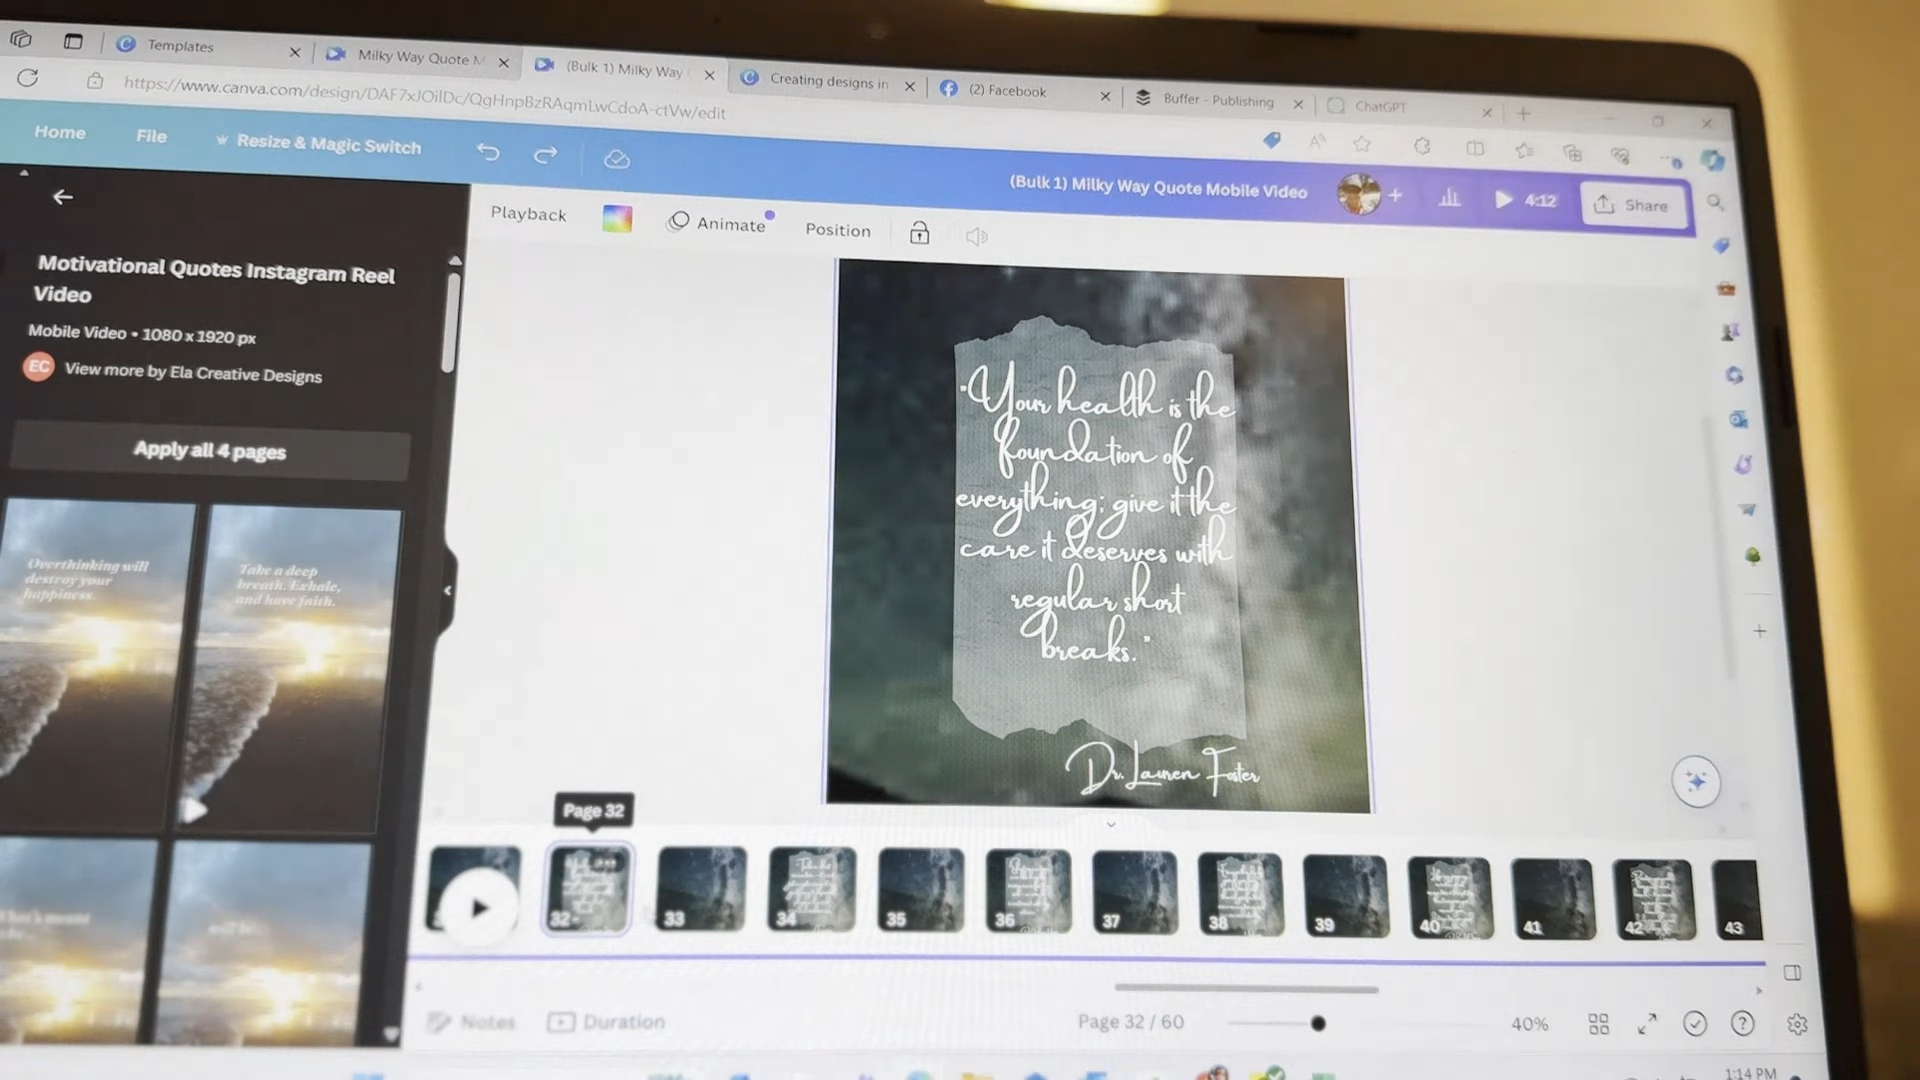 Templates
Milky Way Quote M
(Bulk 1) Milky Way
Creating designs in
(2) Facebook
Buffer - Publishing
ChatGPT
https://www.canva.com/design/DAF7xJOilDc/QgHnpBzRAqmLwCdoA-ctVw/edit
Home
File
Resize & Magic Switch
(Bulk 1) Milky Way Quote Mobile Video
4:12
Share
Playback
Animate
Position
Motivational Quotes Instagram Reel
Video
Mobile Video • 1080 x 1920 px
EC
View more by Ela Creative Designs
Apply all 4 pages
Overthinking will
destroy your
happiness.
Take a deep
breath. Exhale,
and have faith.
"Your health is the
foundation of
everything; give it the
care it deserves with
regular short
breaks."
Dr. Lauren Foster
Page 32
32
33
34
35
36
37
38
39
40
41
42
43
Notes
Duration
Page 32 / 60
40%
1:14 PM